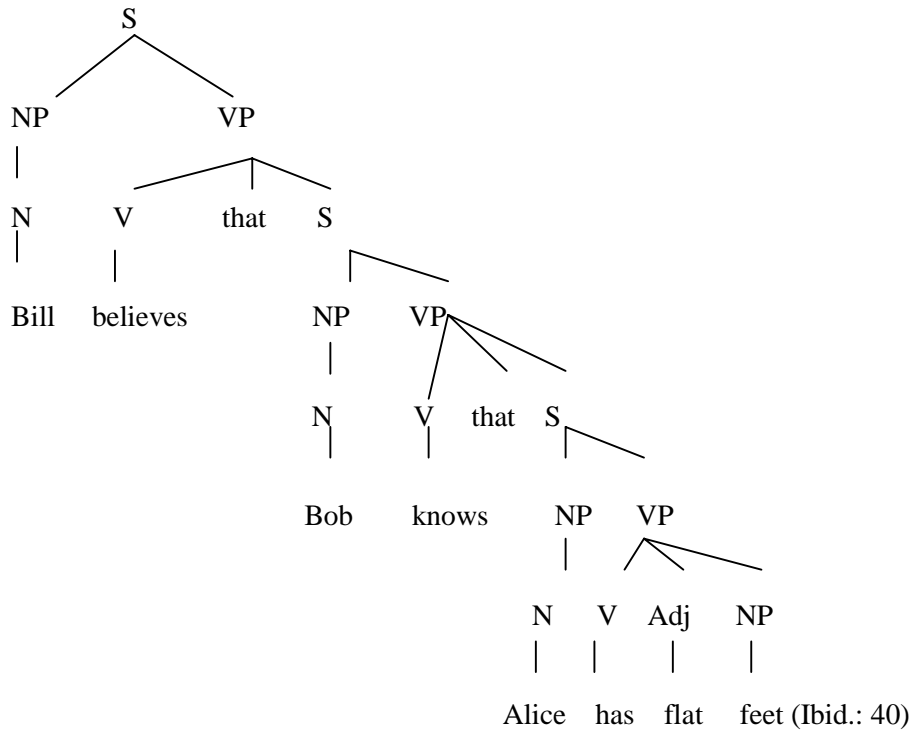 S
NP VP
N V that S
Bill believes NP VP
N V that S
Bob knows NP VP
N V Adj NP
Alice has flat feet (Ibid.: 40)